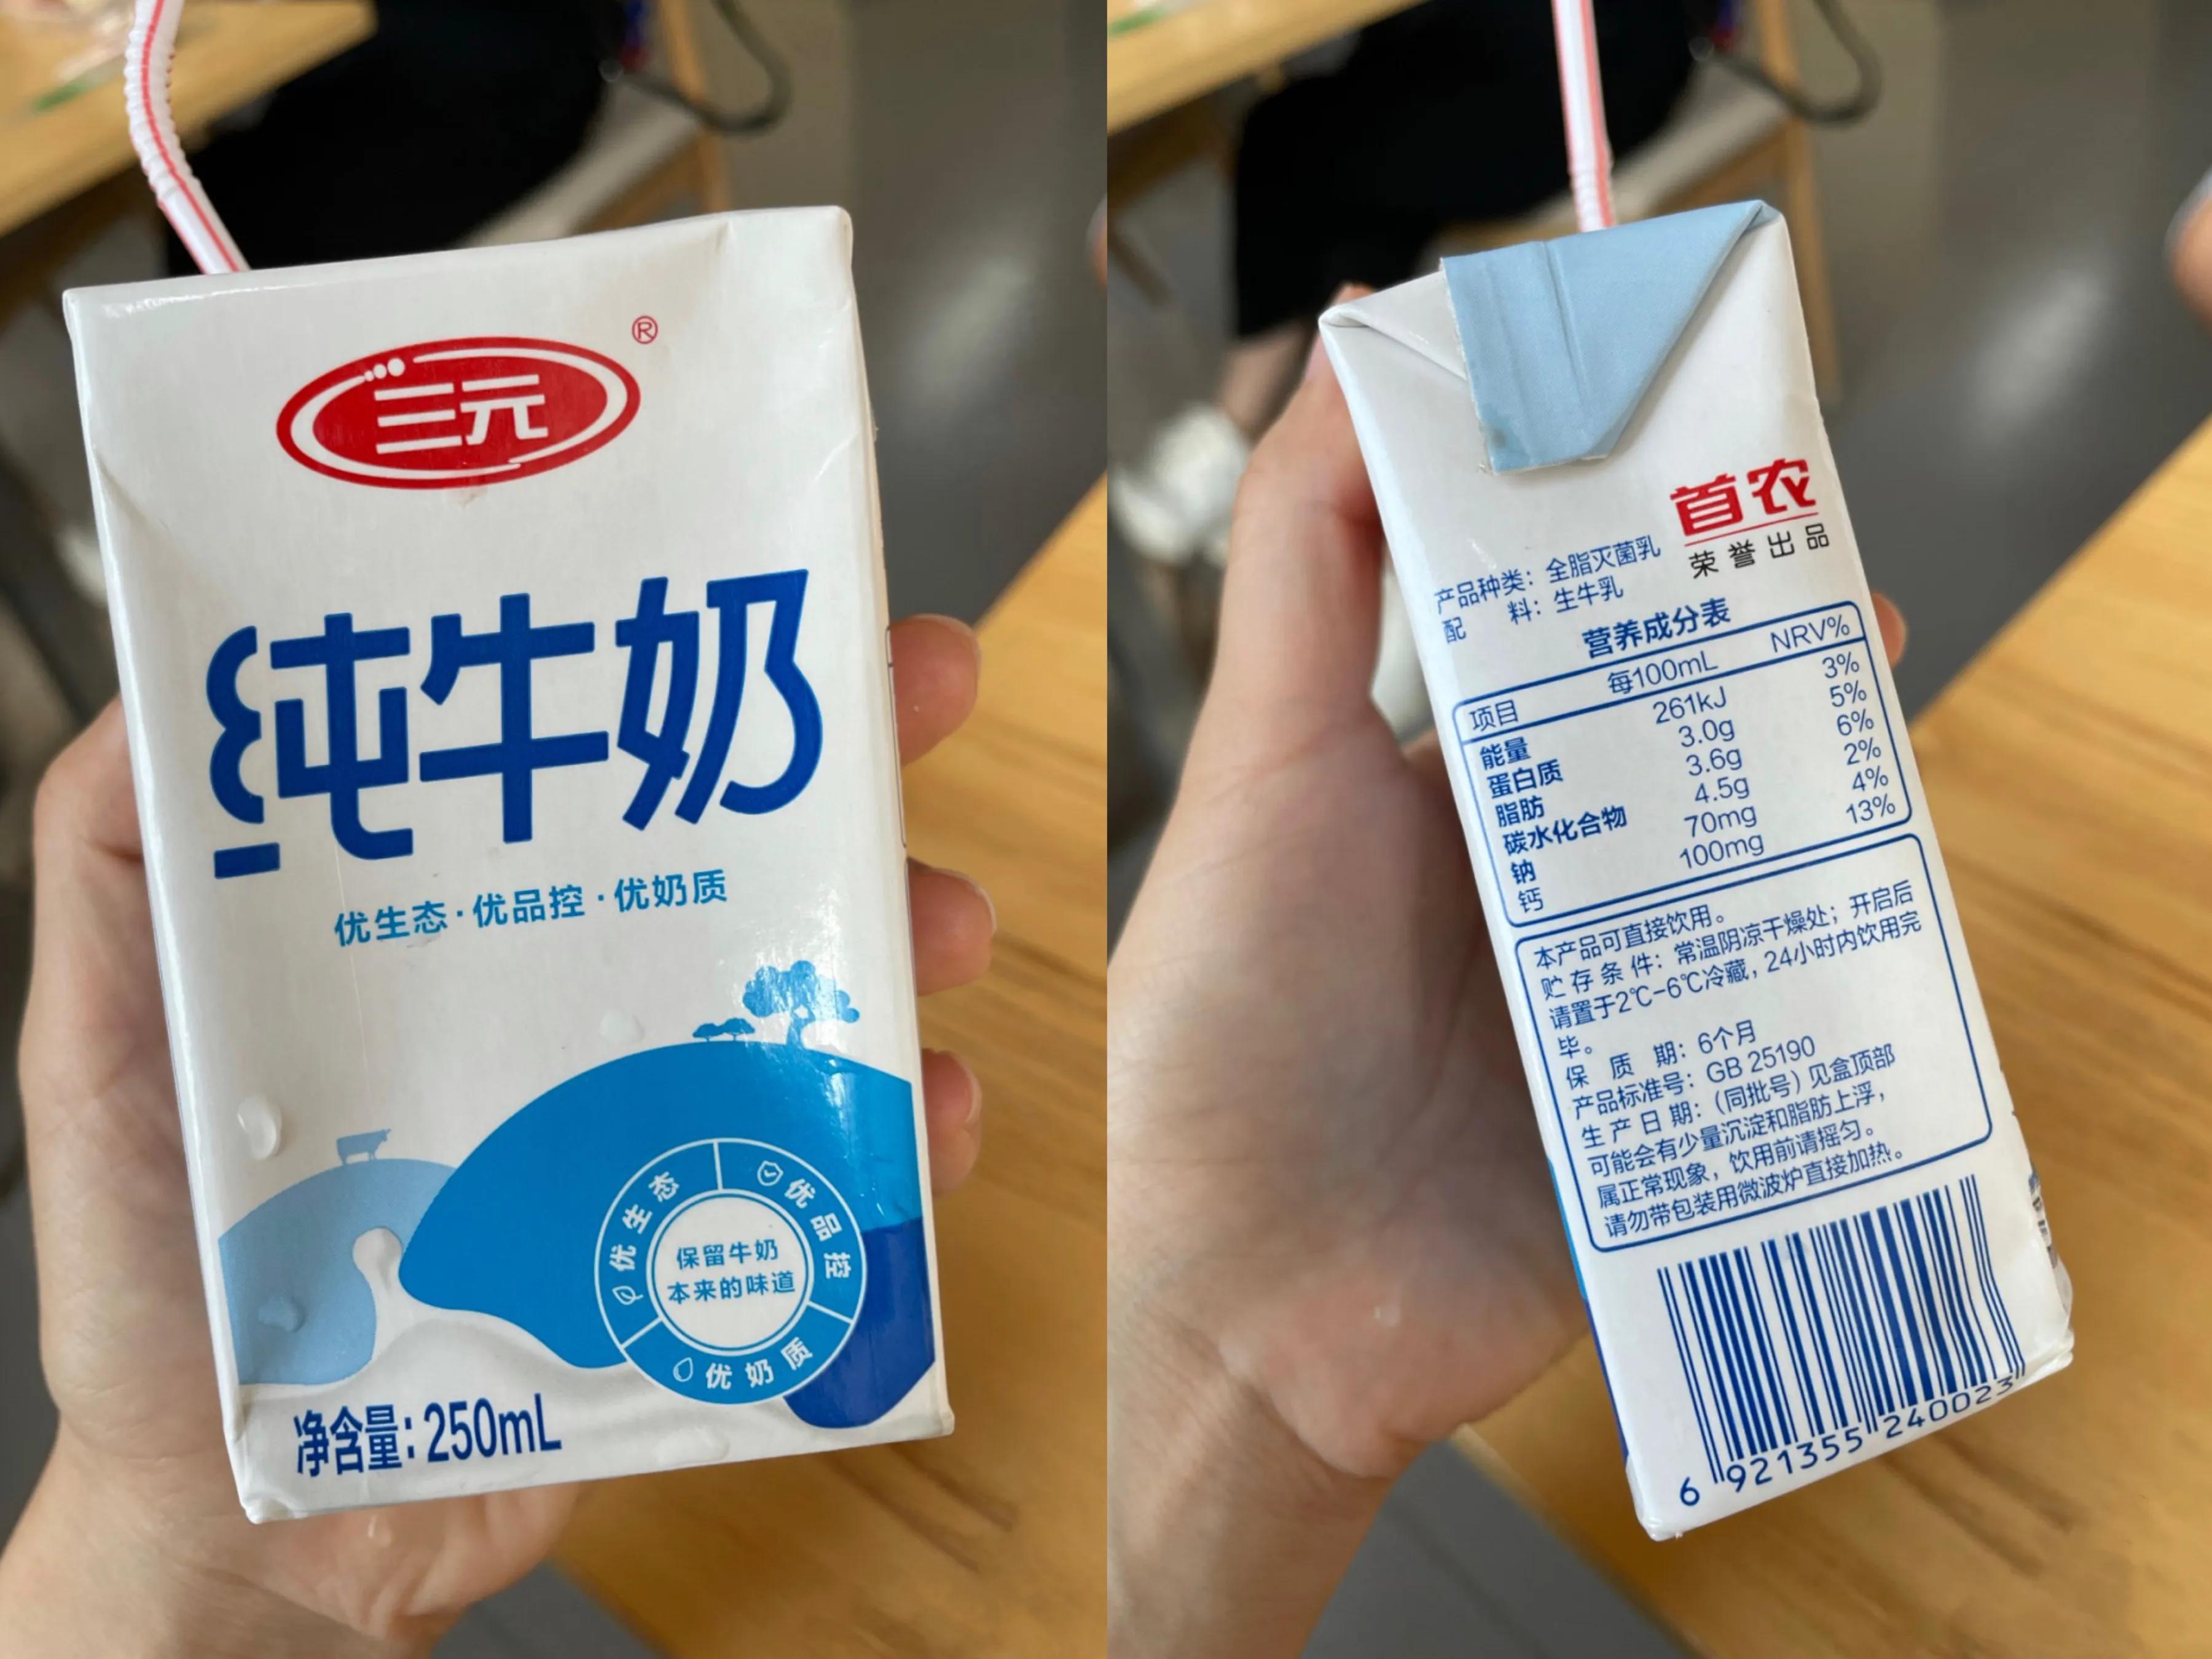 三元®
纯牛奶
优生态·优品控·优奶质
优生态
优品控
优奶质
保留牛奶
本来的味道
净含量：250mL
首农
荣誉出品
产品种类：全脂灭菌乳
配 料：生牛乳
营养成分表
项目 每100mL NRV%
能量 261kJ 3%
蛋白质 3.0g 5%
脂肪 3.6g 6%
碳水化合物 4.5g 2%
钠 70mg 4%
钙 100mg 13%
本产品可直接饮用。
贮存条件：常温阴凉干燥处；开启后
请置于2℃-6℃冷藏，24小时内饮用完
毕。
保质期：6个月
产品标准号：GB 25190
生产日期：（同批号）见盒顶部
可能会有少量沉淀和脂肪上浮，
属正常现象，饮用前请摇匀。
请勿带包装用微波炉直接加热。
6 921355 240023